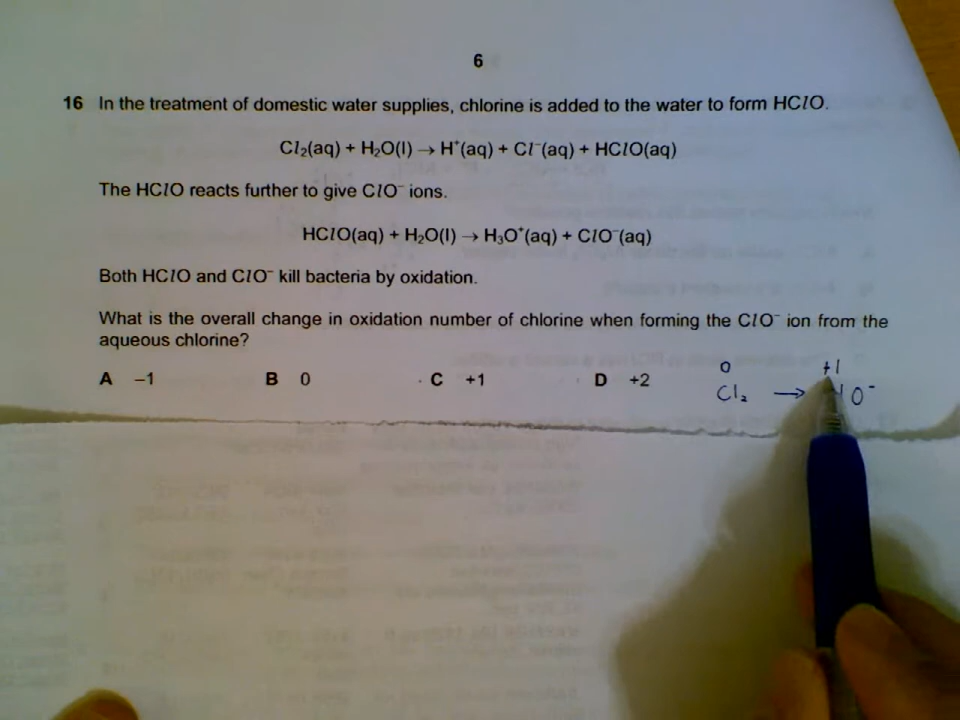 6
16 In the treatment of domestic water supplies, chlorine is added to the water to form HClO.
Cl₂(aq) + H₂O(l) → H⁺(aq) + Cl⁻(aq) + HClO(aq)
The HClO reacts further to give ClO⁻ ions.
HClO(aq) + H₂O(l) → H₃O⁺(aq) + ClO⁻(aq)
Both HClO and ClO⁻ kill bacteria by oxidation.
What is the overall change in oxidation number of chlorine when forming the ClO⁻ ion from the
aqueous chlorine?
A −1 B 0 C +1 D +2
0 +1
Cl₂ → lO⁻